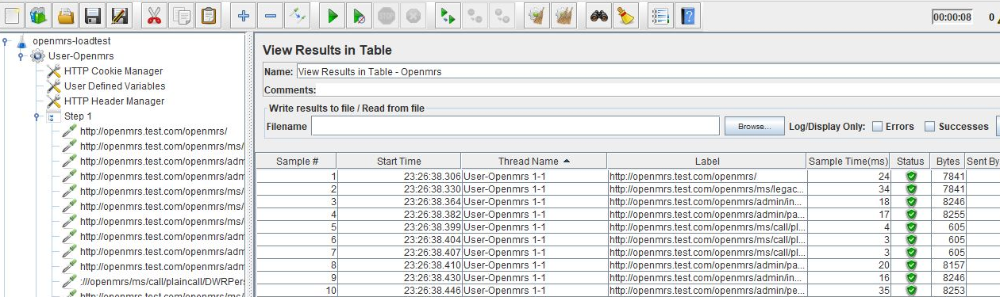 00:00:08 0
openmrs-loadtest
User-Openmrs
HTTP Cookie Manager
User Defined Variables
HTTP Header Manager
Step 1
http://openmrs.test.com/openmrs/
http://openmrs.test.com/openmrs/ms/
http://openmrs.test.com/openmrs/adm
http://openmrs.test.com/openmrs/adm
http://openmrs.test.com/openmrs/ms/
http://openmrs.test.com/openmrs/ms/
http://openmrs.test.com/openmrs/ms/
http://openmrs.test.com/openmrs/adm
http://openmrs.test.com/openmrs/adm
http://openmrs.test.com/openmrs/adm
://openmrs/ms/call/plaincall/DWRPers
http://openmrs.test.com/openmrs/ms/
View Results in Table
Name: View Results in Table - Openmrs
Comments:
Write results to file / Read from file
Filename Browse... Log/Display Only: Errors Successes
Sample # Start Time Thread Name Label Sample Time(ms) Status Bytes Sent By
1 23:26:38.306 User-Openmrs 1-1 http://openmrs.test.com/openmrs/ 24 7841
2 23:26:38.330 User-Openmrs 1-1 http://openmrs.test.com/openmrs/ms/legac... 34 7841
3 23:26:38.364 User-Openmrs 1-1 http://openmrs.test.com/openmrs/admin/in... 18 8246
4 23:26:38.382 User-Openmrs 1-1 http://openmrs.test.com/openmrs/admin/pa... 17 8255
5 23:26:38.399 User-Openmrs 1-1 http://openmrs.test.com/openmrs/ms/call/pl... 4 605
6 23:26:38.404 User-Openmrs 1-1 http://openmrs.test.com/openmrs/ms/call/pl... 3 605
7 23:26:38.407 User-Openmrs 1-1 http://openmrs.test.com/openmrs/ms/call/pl... 3 605
8 23:26:38.410 User-Openmrs 1-1 http://openmrs.test.com/openmrs/admin/pa... 20 8157
9 23:26:38.430 User-Openmrs 1-1 http://openmrs.test.com/openmrs/admin/in... 16 8246
10 23:26:38.446 User-Openmrs 1-1 http://openmrs.test.com/openmrs/admin/pe... 35 8253